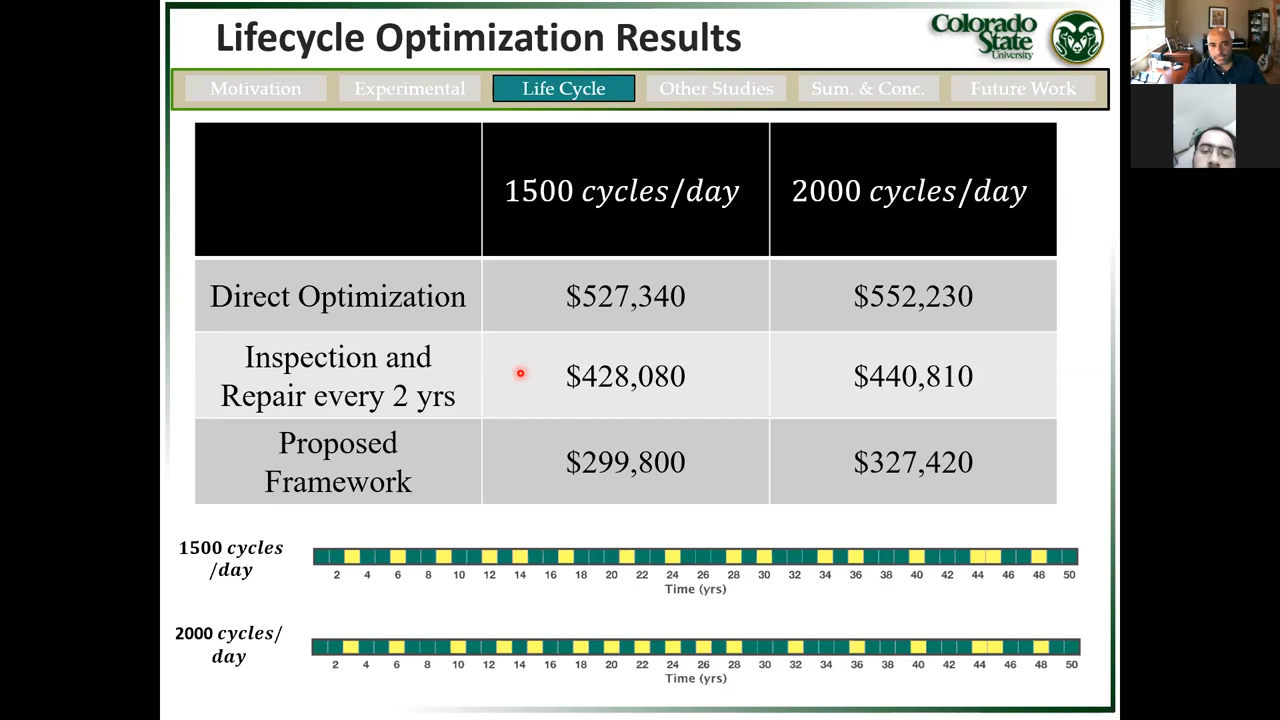 Lifecycle Optimization Results
Colorado
State
University
Motivation
Experimental
Life Cycle
Other Studies
Sum. & Conc.
Future Work
1500 cycles/day
2000 cycles/day
Direct Optimization
$527,340
$552,230
Inspection and
Repair every 2 yrs
$428,080
$440,810
Proposed
Framework
$299,800
$327,420
1500 cycles
/day
2 4 6 8 10 12 14 16 18 20 22 24 26 28 30 32 34 36 38 40 42 44 46 48 50
Time (yrs)
2000 cycles/
day
2 4 6 8 10 12 14 16 18 20 22 24 26 28 30 32 34 36 38 40 42 44 46 48 50
Time (yrs)